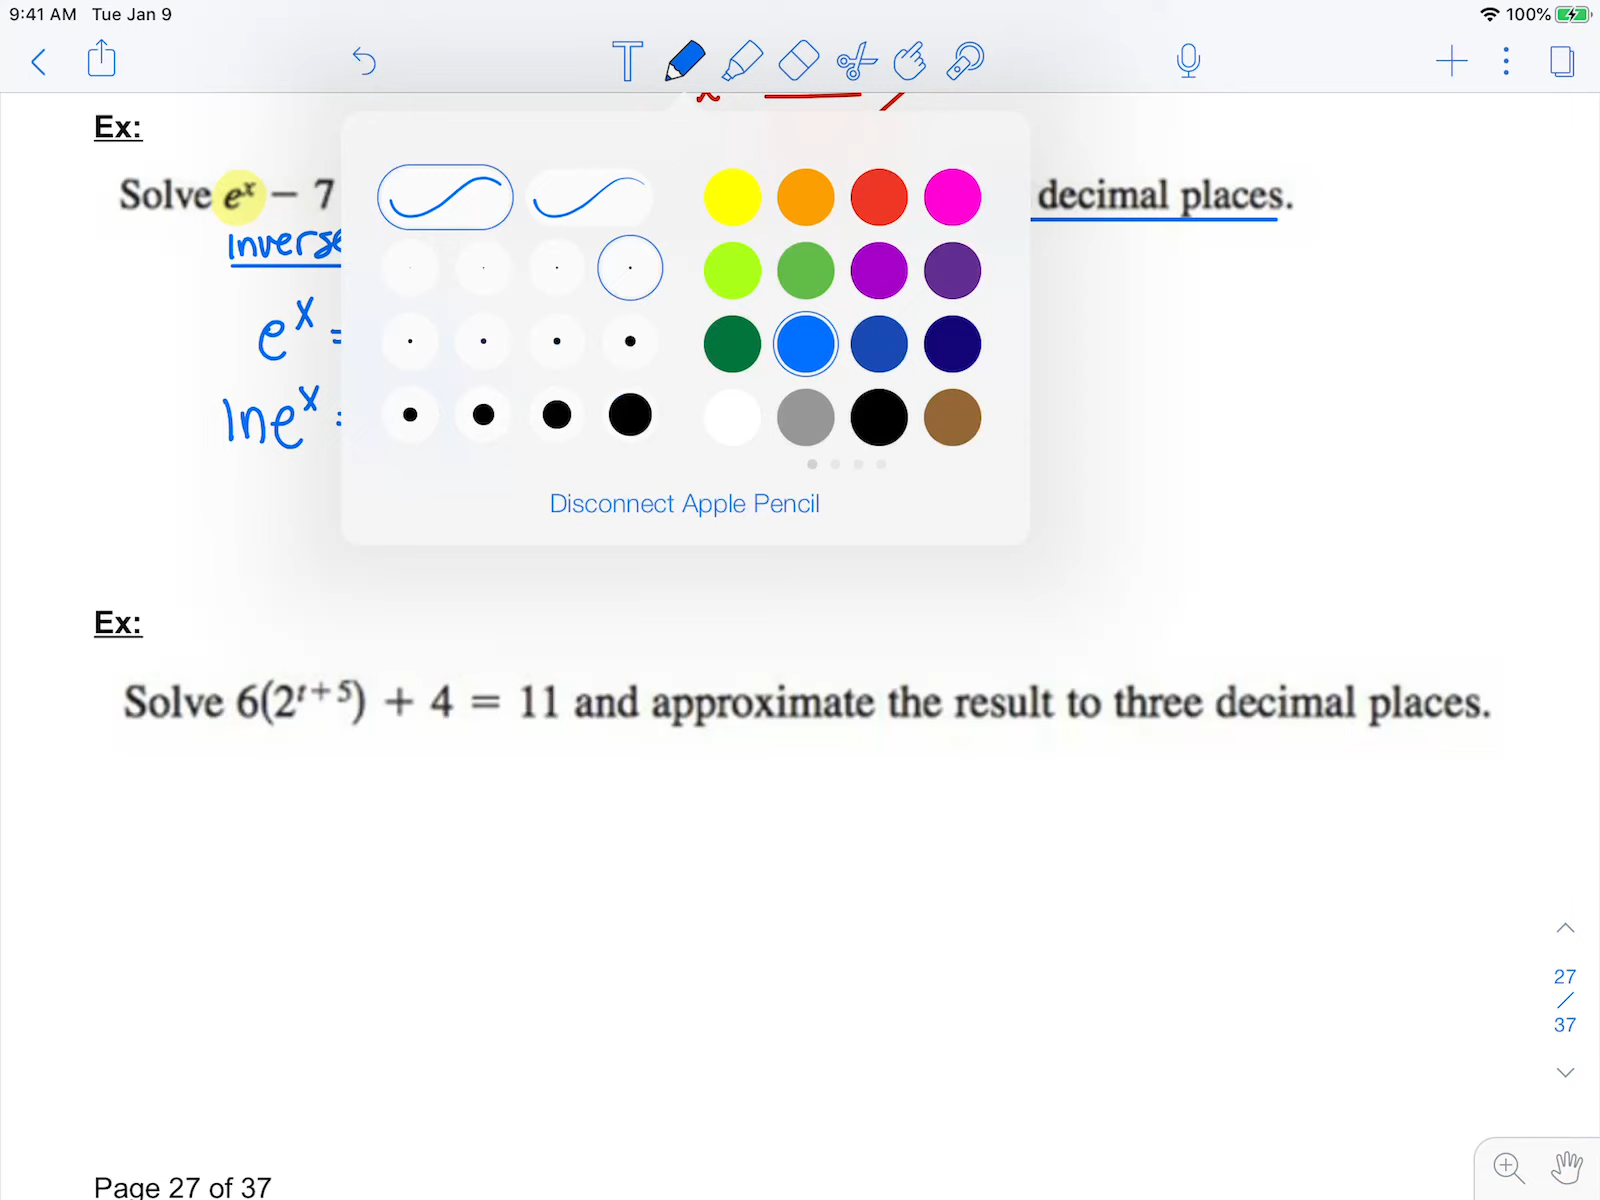 9:41 AM Tue Jan 9 100%
Ex:
Solve eˣ − 7 decimal places.
inverse
eˣ =
ln eˣ =
Disconnect Apple Pencil
Ex:
Solve 6(2ᵗ⁺⁵) + 4 = 11 and approximate the result to three decimal places.
27
/
37
Page 27 of 37